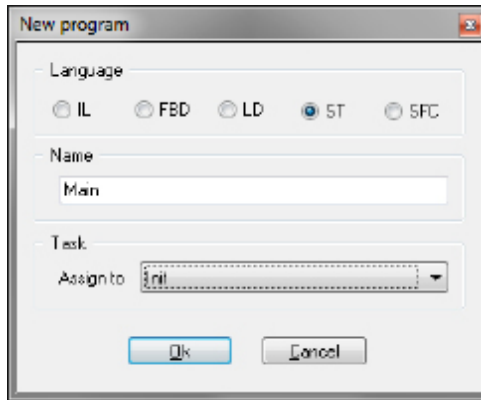 New program
Language
IL FBD LD ST SFC
Name
Main
Task
Assign to Init
Ok Cancel